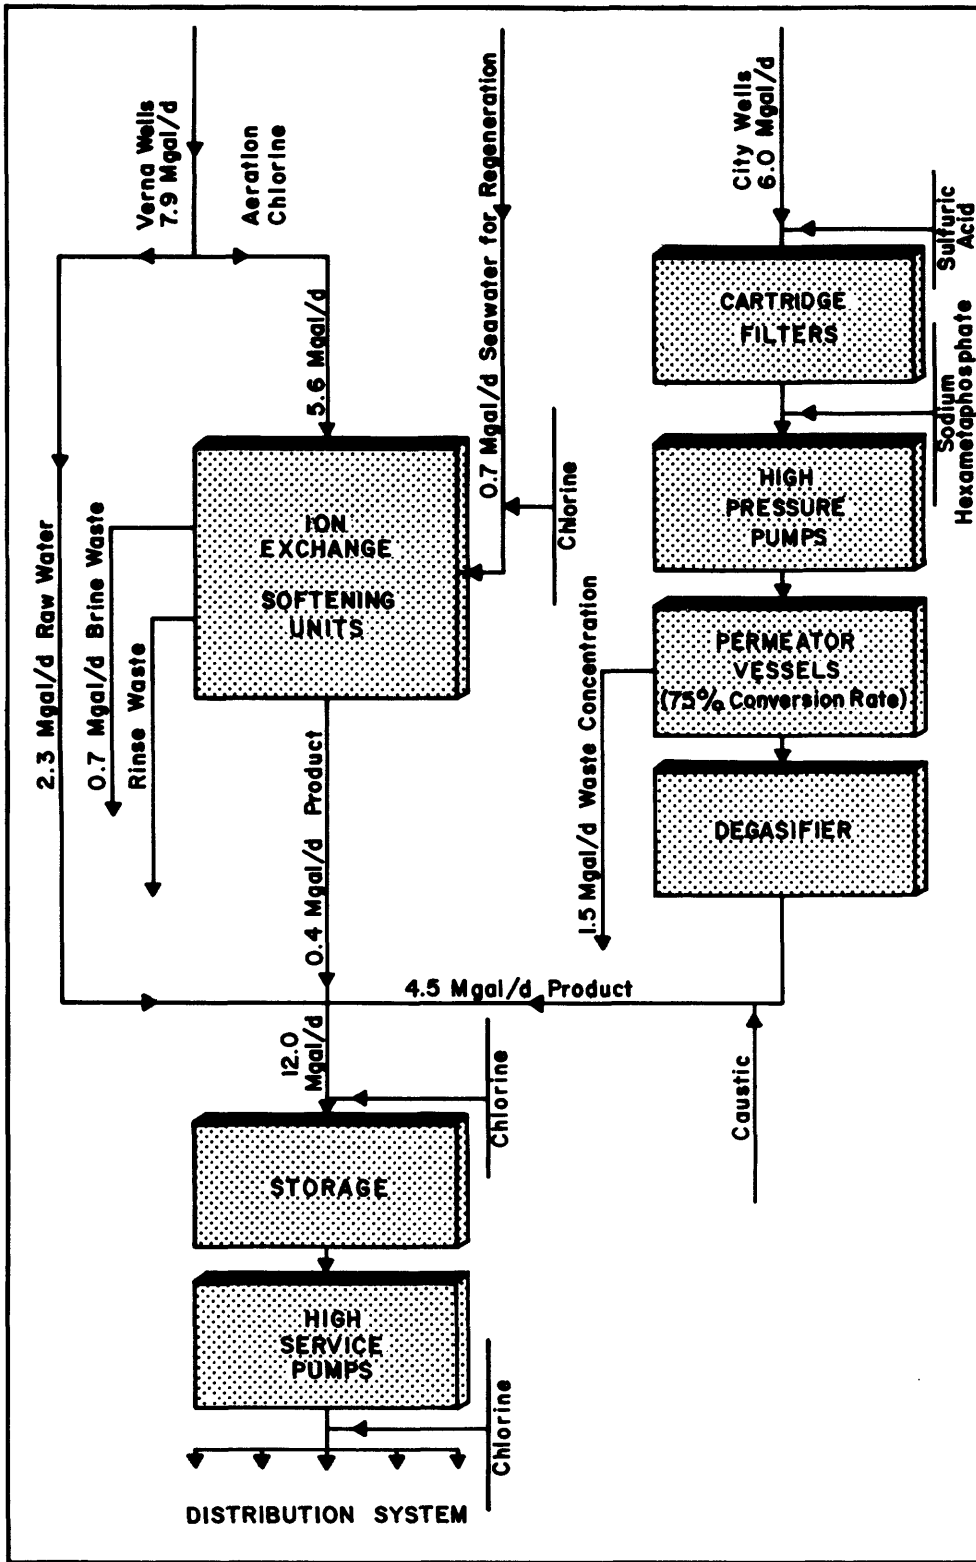 Verna Wells
7.9 Mgal/d
Aeration
Chlorine
0.7 Mgal/d Seawater for Regeneration
City Wells
6.0 Mgal/d
Sulfuric
Acid
CARTRIDGE
FILTERS
5.6 Mgal/d
Sodium
Hexametaphosphate
2.3 Mgal/d Raw Water
0.7 Mgal/d Brine Waste
Rinse Waste
ION
EXCHANGE
SOFTENING
UNITS
Chlorine
HIGH
PRESSURE
PUMPS
PERMEATOR
VESSELS
(75% Conversion Rate)
1.5 Mgal/d Waste Concentration
DEGASIFIER
0.4 Mgal/d Product
4.5 Mgal/d Product
12.0
Mgal/d
Chlorine
Caustic
STORAGE
HIGH
SERVICE
PUMPS
Chlorine
DISTRIBUTION SYSTEM